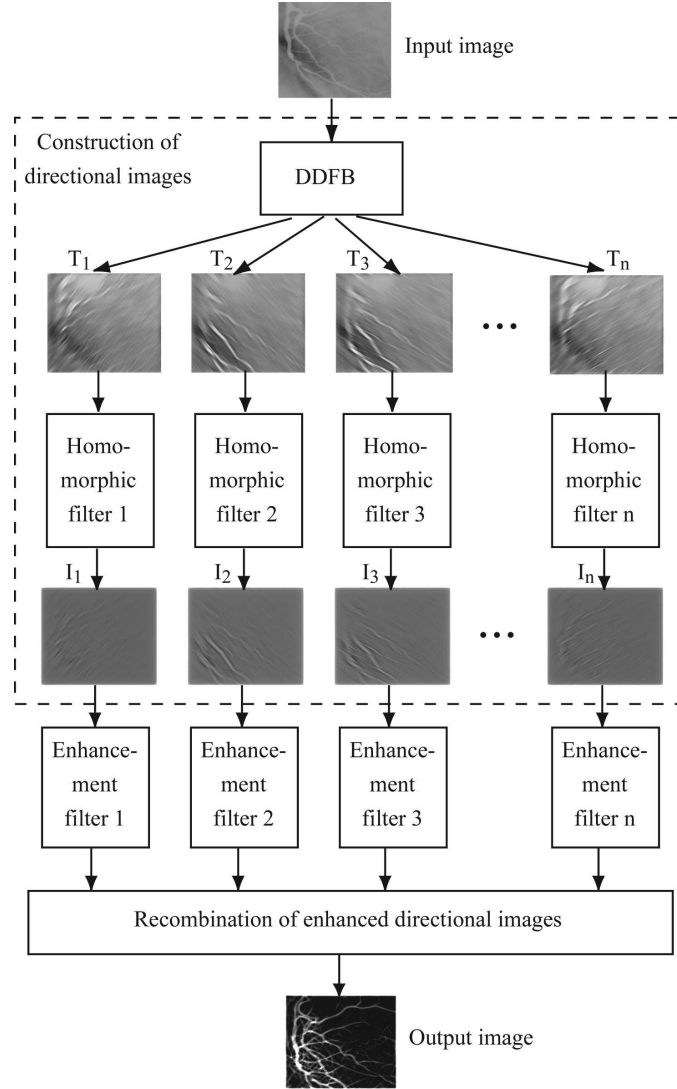 Input image
Construction of
directional images
DDFB
T1
T2
T3
Tn
...
Homo-
morphic
filter 1
Homo-
morphic
filter 2
Homo-
morphic
filter 3
Homo-
morphic
filter n
I1
I2
I3
In
...
Enhance-
ment
filter 1
Enhance-
ment
filter 2
Enhance-
ment
filter 3
Enhance-
ment
filter n
Recombination of enhanced directional images
Output image